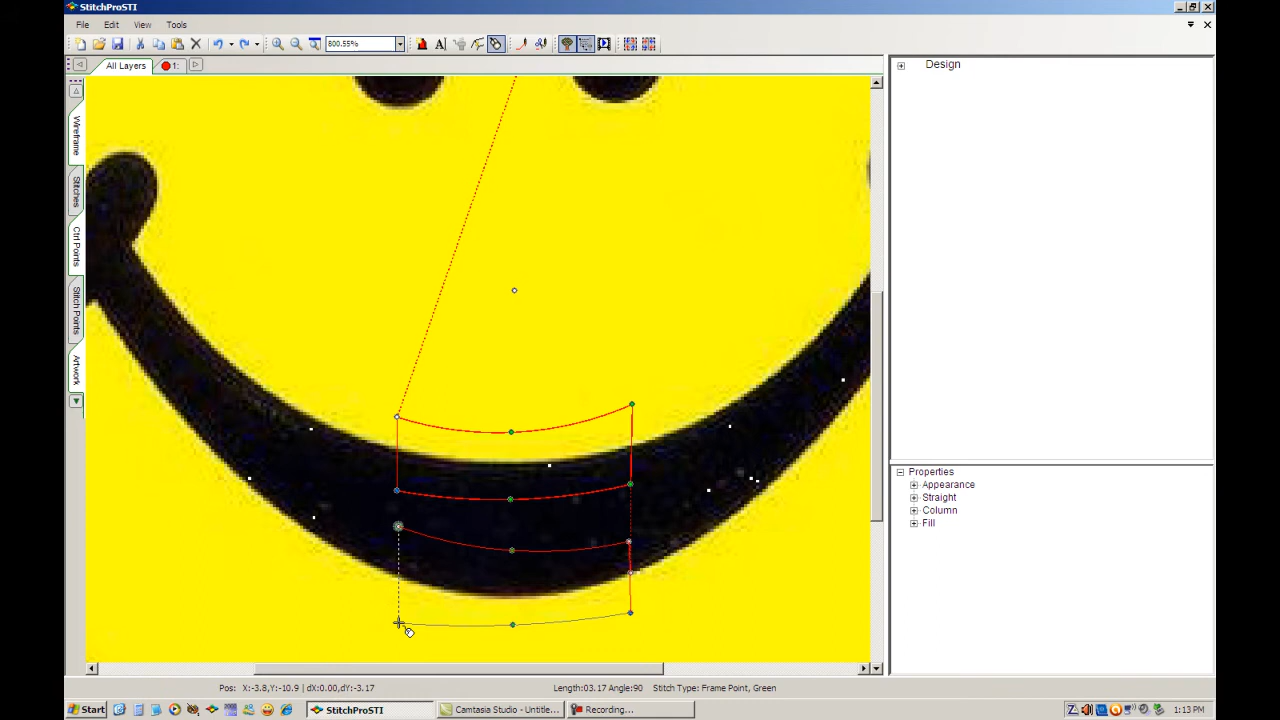 StitchProSTI
File Edit View Tools
800.55%
All Layers 1:
Wireframe
Stitches
Ctrl Points
Stitch Points
Artwork
Design
Properties
Appearance
Straight
Column
Fill
Pos: X:-3.8,Y:-10.9 | dX:0.00,dY:-3.17 Length:03.17 Angle:90 Stitch Type: Frame Point, Green
Start StitchProSTI Camtasia Studio - Untitle... Recording... 1:13 PM